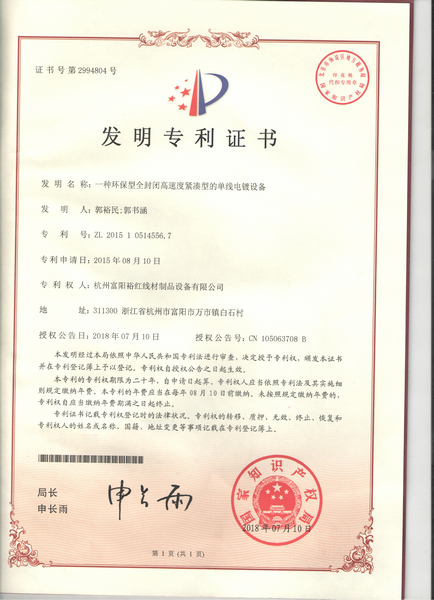 证书号第2994804号
印花税
代扣专用章
发明专利证书
发明名称：一种环保型全封闭高速度紧凑型的单线电镀设备
发明人：郭裕民;郭书涵
专利号：ZL 2015 1 0514556.7
专利申请日：2015年08月10日
专利权人：杭州富阳裕红线材制品设备有限公司
地址：311300 浙江省杭州市富阳市万市镇白石村
授权公告日：2018年07月10日 授权公告号：CN 105063708 B
本发明经过本局依照中华人民共和国专利法进行审查，决定授予专利权，颁发本证书
并在专利登记簿上予以登记。专利权自授权公告之日起生效。
本专利的专利权期限为二十年，自申请日起算。专利权人应当依照专利法及其实施细
则规定缴纳年费。本专利的年费应当在每年08月10日前缴纳。未按照规定缴纳年费的，
专利权自应当缴纳年费期满之日起终止。
专利证书记载专利权登记时的法律状况。专利权的转移、质押、无效、终止、恢复和
专利权人的姓名或名称、国籍、地址变更等事项记载在专利登记簿上。
局长
申长雨
申长雨
国家知识产权局
2018年07月10日
第1页(共1页)